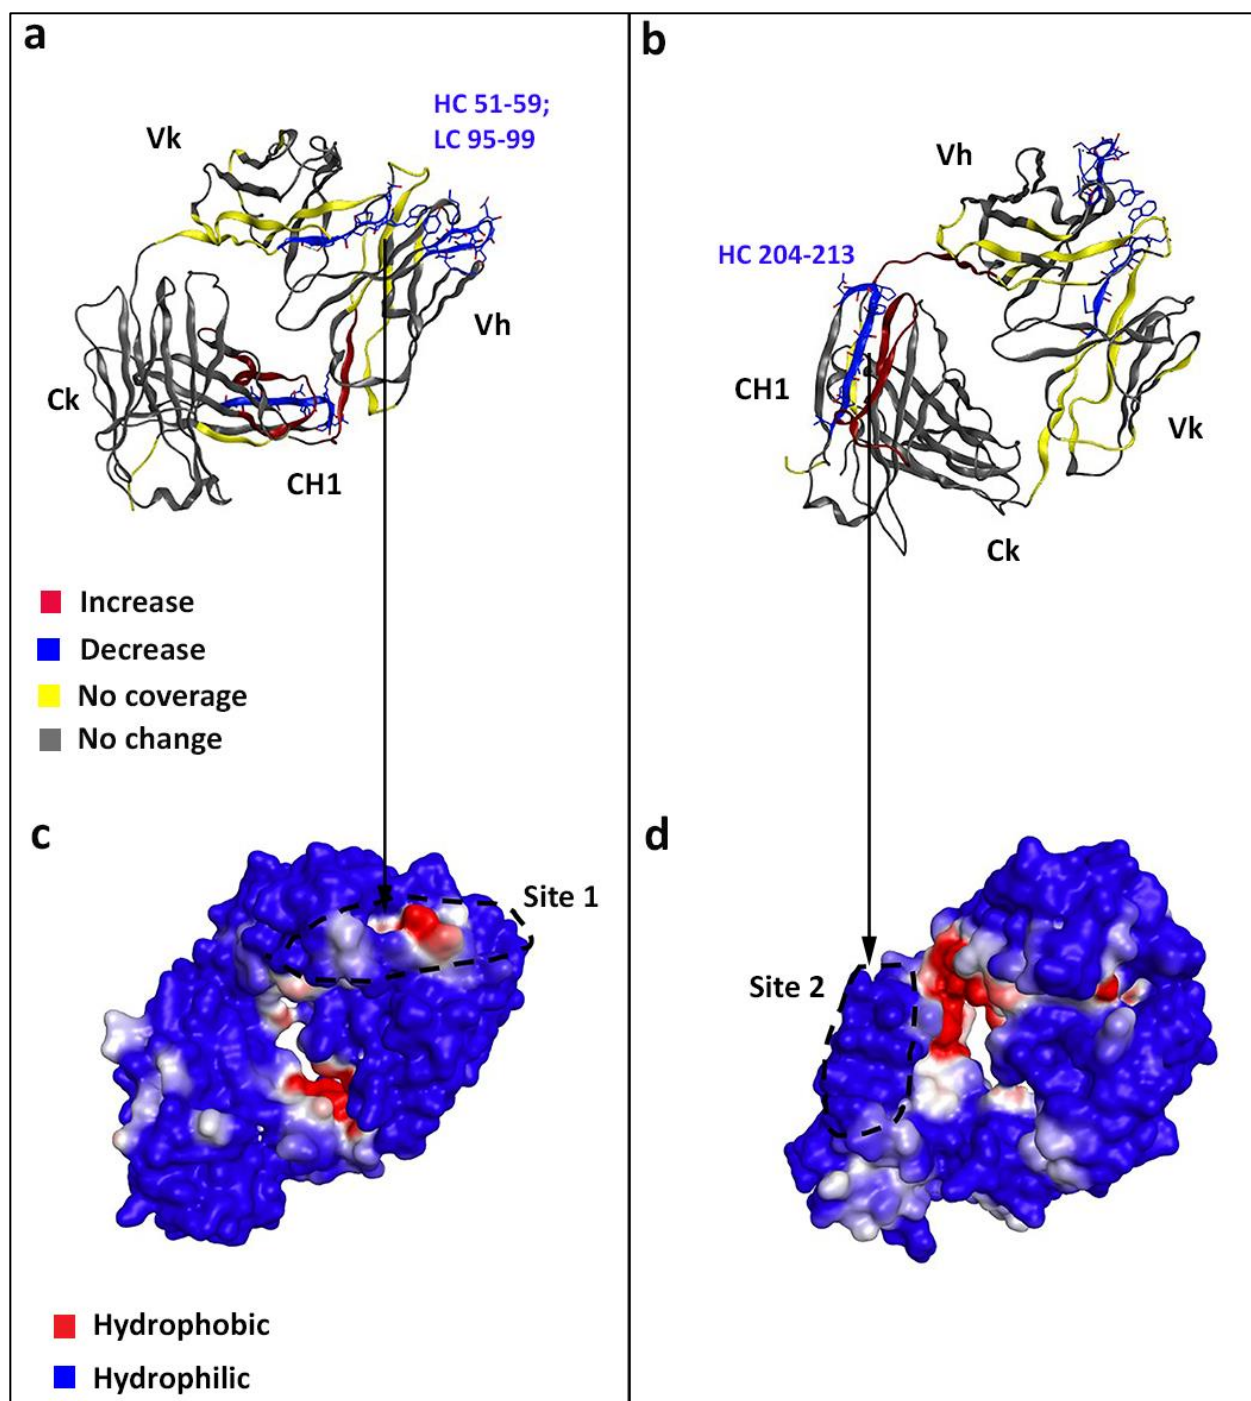 a
HC 51-59;
LC 95-99
Vk
Vh
Ck
CH1
Increase
Decrease
No coverage
No change
b
Vh
HC 204-213
CH1
Vk
Ck
c
Site 1
Hydrophobic
Hydrophilic
d
Site 2